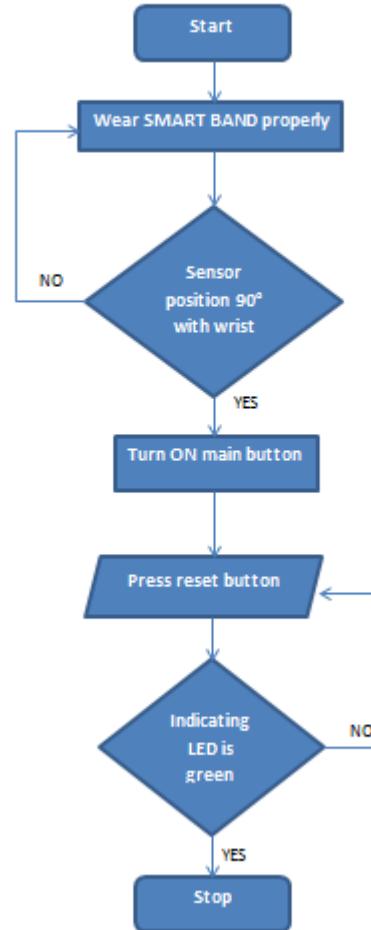 Start
Wear SMART BAND properly
Sensor
position 90°
with wrist
NO
YES
Turn ON main button
Press reset button
Indicating
LED is
green
NO
YES
Stop